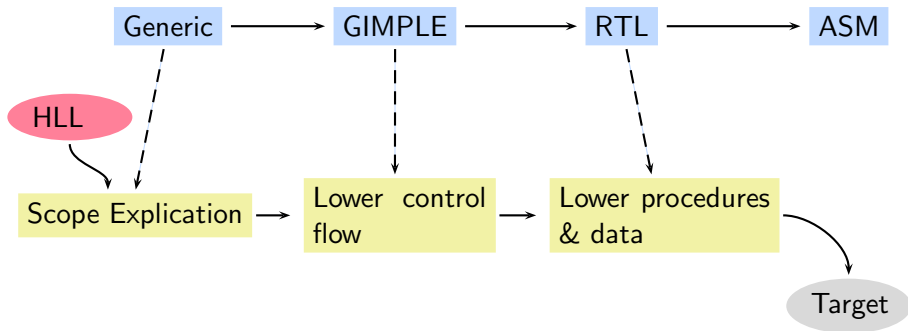 Generic
GIMPLE
RTL
ASM
HLL
Scope Explication
Lower control
flow
Lower procedures
& data
Target